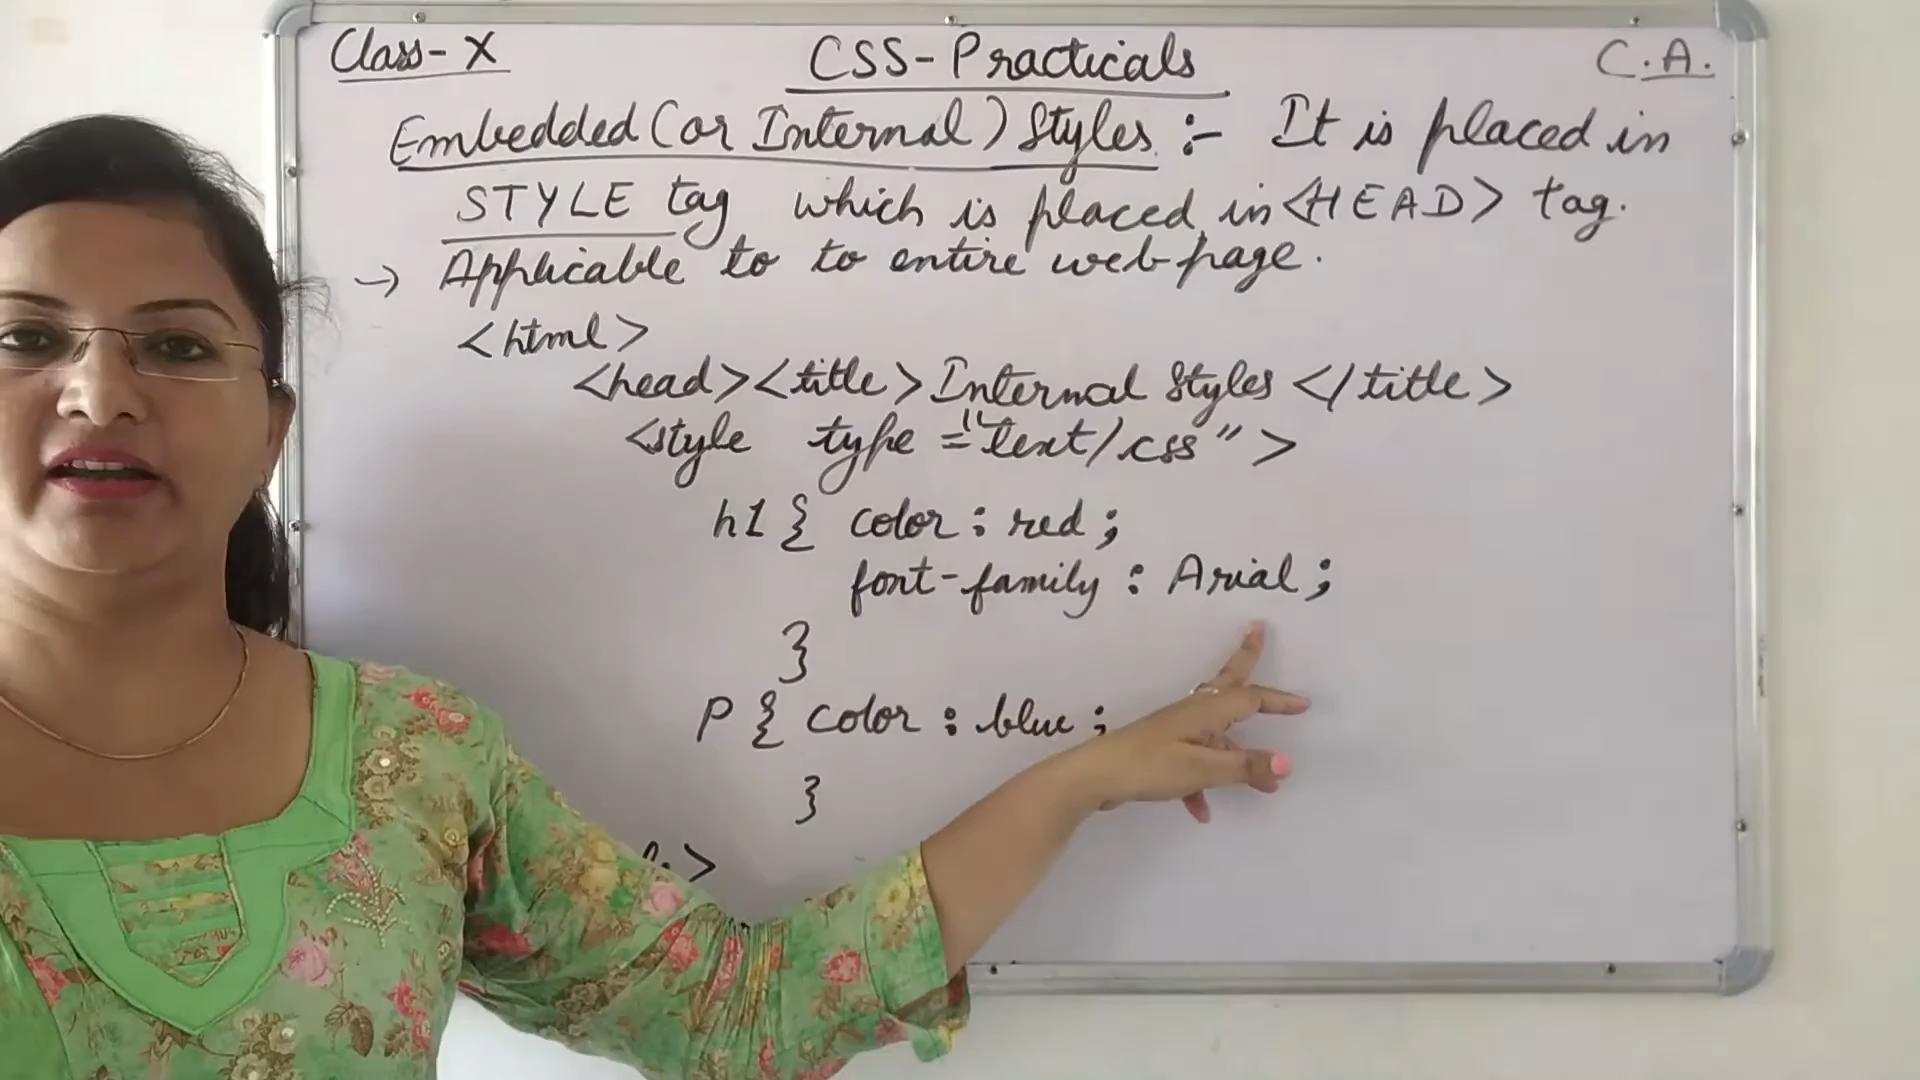 Class-X
CSS-Practicals
C.A.
Embedded (or Internal) Styles :- It is placed in
STYLE tag which is placed in <HEAD> tag.
→ Applicable to to entire webpage.
<html>
<head><title>Internal Styles</title>
<style type="text/css">
h1{ color : red ;
font-family : Arial ;
}
P { color : blue ;
}
>